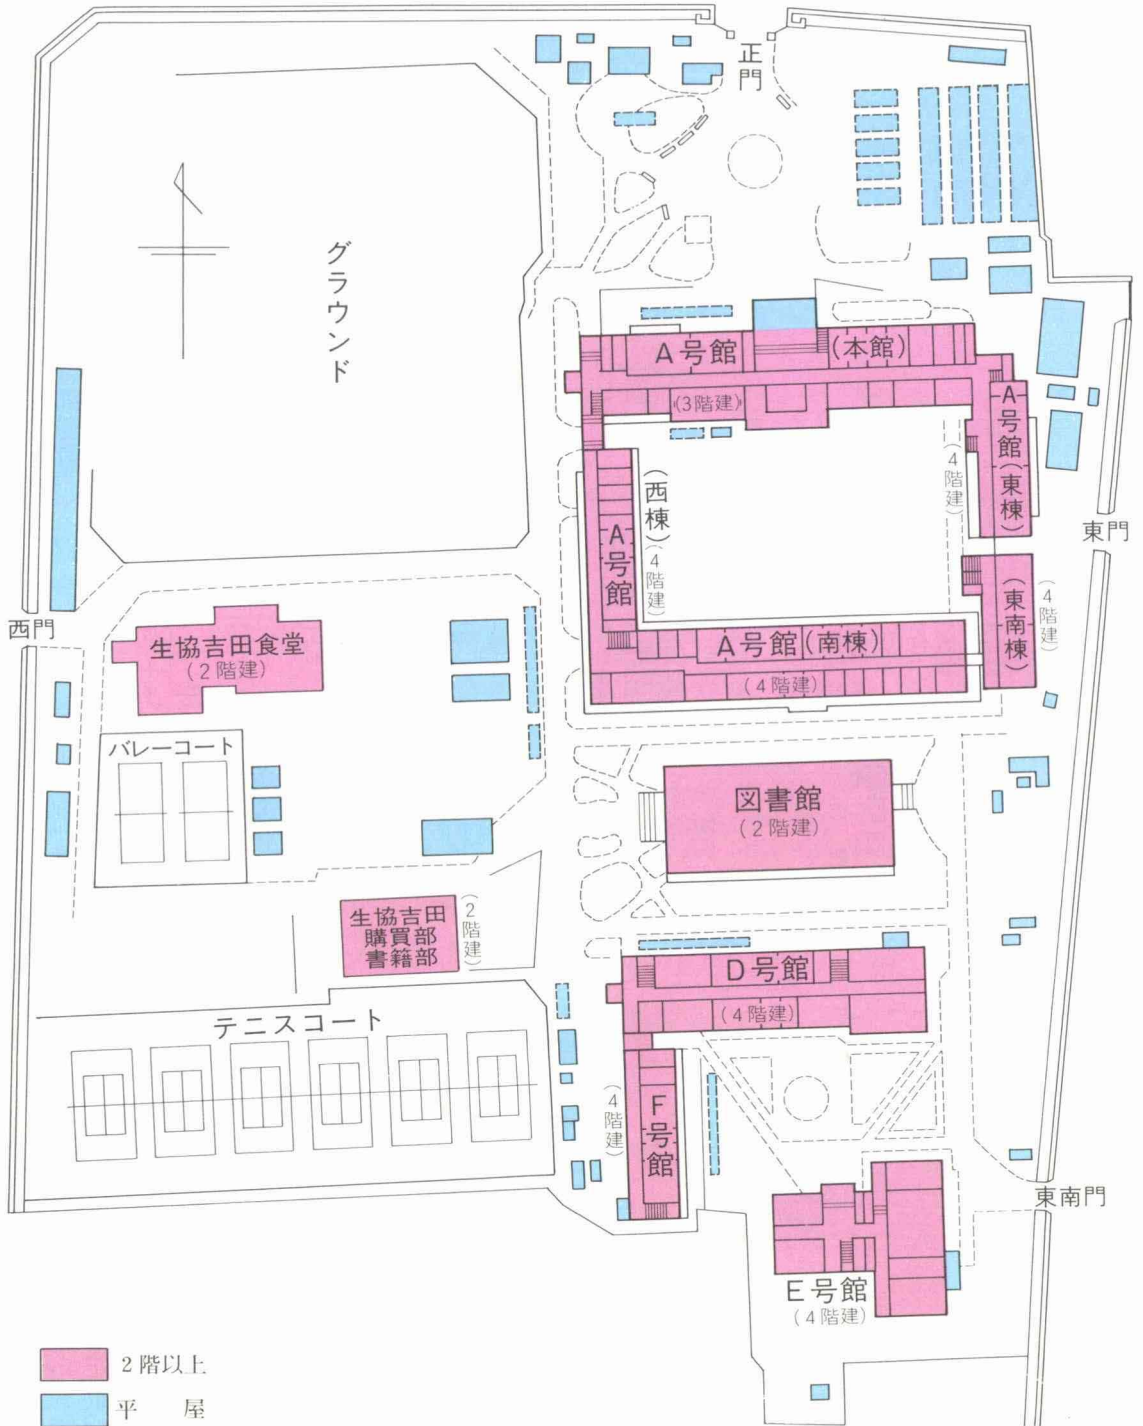 正門
グラウンド
A号館 (本館)
(3階建)
A号館(東棟)
(4階建)
(西棟)
A号館
(4階建)
東門
(東南棟)
(4階建)
西門
生協吉田食堂
(2階建)
A号館(南棟)
(4階建)
バレーコート
図書館
(2階建)
生協吉田
購買部
書籍部
(2階建)
D号館
(4階建)
テニスコート
F号館
(4階建)
東南門
E号館
(4階建)
2階以上
平 屋